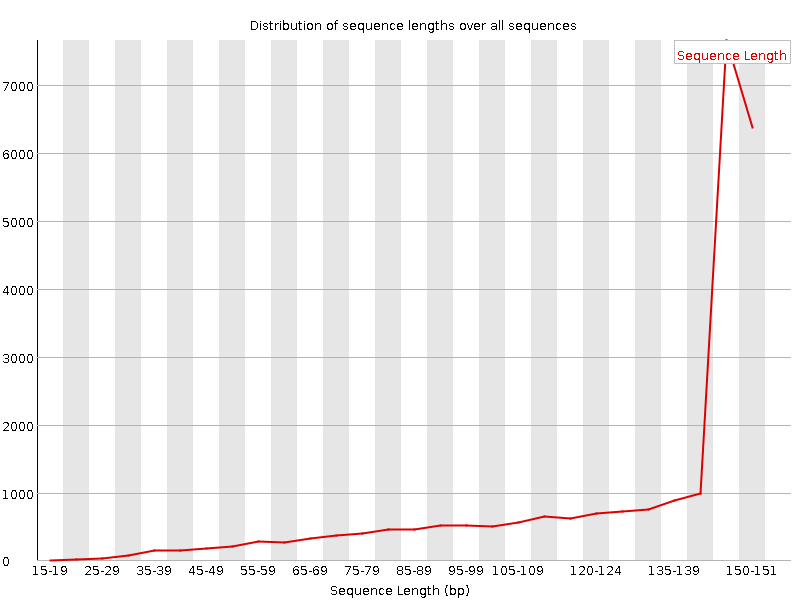 Distribution of sequence lengths over all sequences
Sequence Length
7000
6000
5000
4000
3000
2000
1000
0
15-19 25-29 35-39 45-49 55-59 65-69 75-79 85-89 95-99 105-109 120-124 135-139 150-151
Sequence Length (bp)